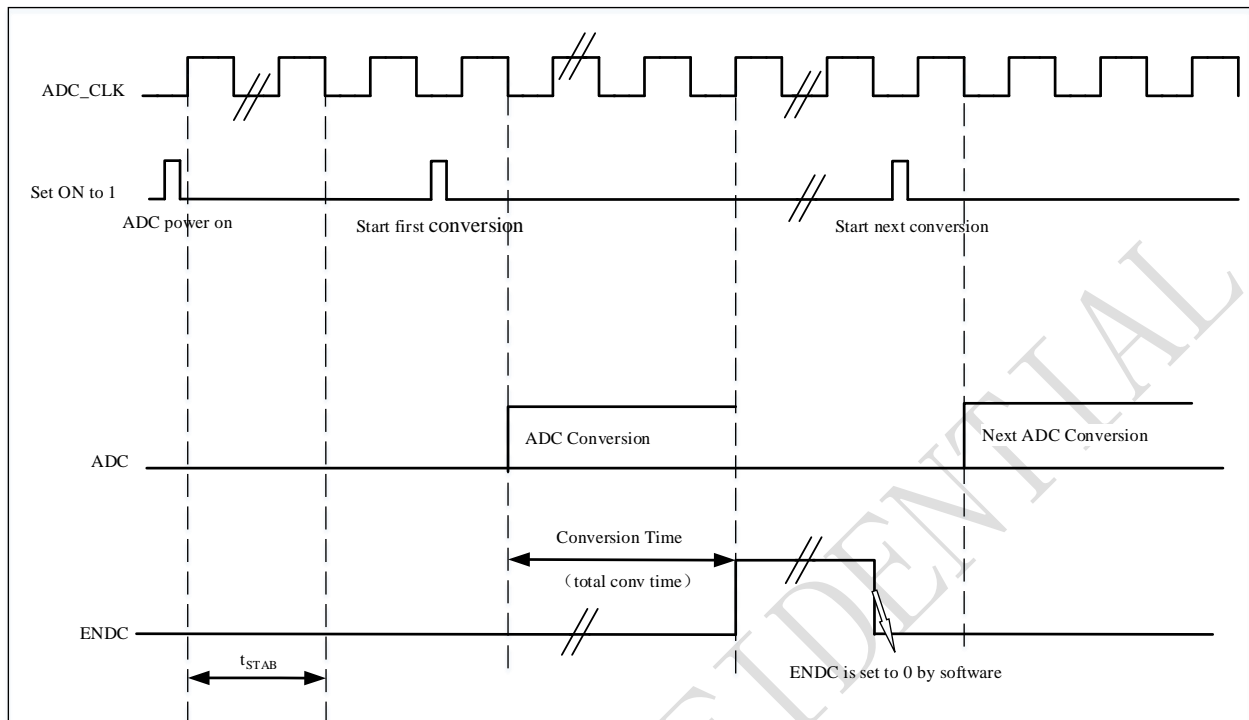 ADC_CLK
Set ON to 1
ADC power on
Start first conversion
Start next conversion
ADC Conversion
Next ADC Conversion
ADC
Conversion Time
（total conv time）
ENDC
tSTAB
ENDC is set to 0 by software
IDENTIAL